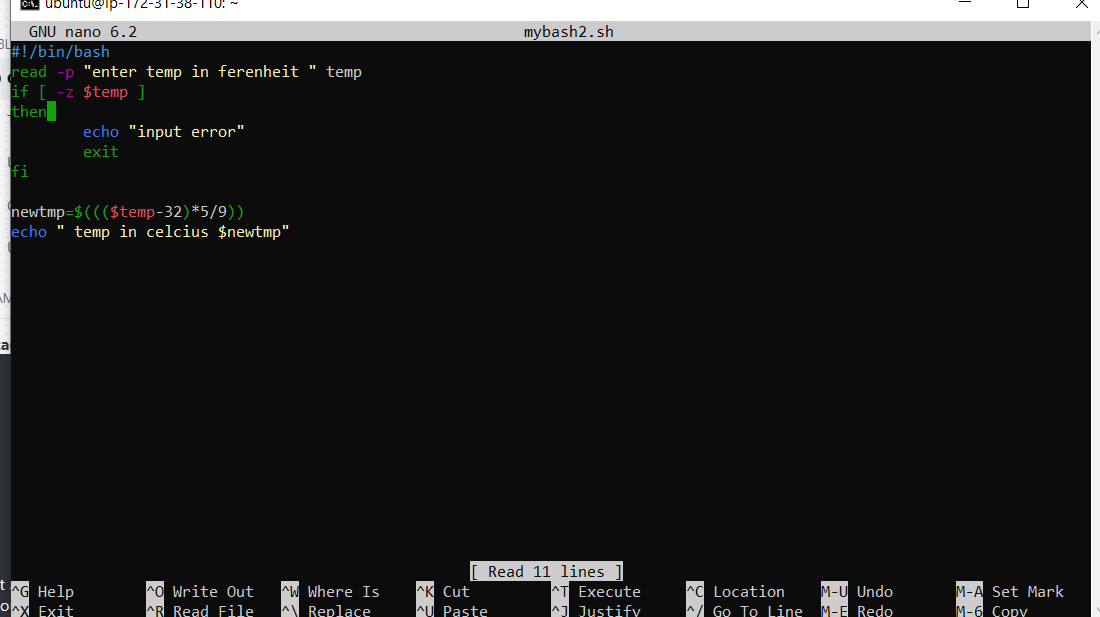 ubuntu@ip-172-31-38-110: ~
GNU nano 6.2 mybash2.sh
#!/bin/bash
read -p "enter temp in ferenheit " temp
if [ -z $temp ]
then
echo "input error"
exit
fi
newtmp=$((($temp-32)*5/9))
echo " temp in celcius $newtmp"
[ Read 11 lines ]
^G Help ^O Write Out ^W Where Is ^K Cut ^T Execute ^C Location M-U Undo M-A Set Mark
^X Exit ^R Read File ^\ Replace ^U Paste ^J Justify ^/ Go To Line M-E Redo M-6 Copy